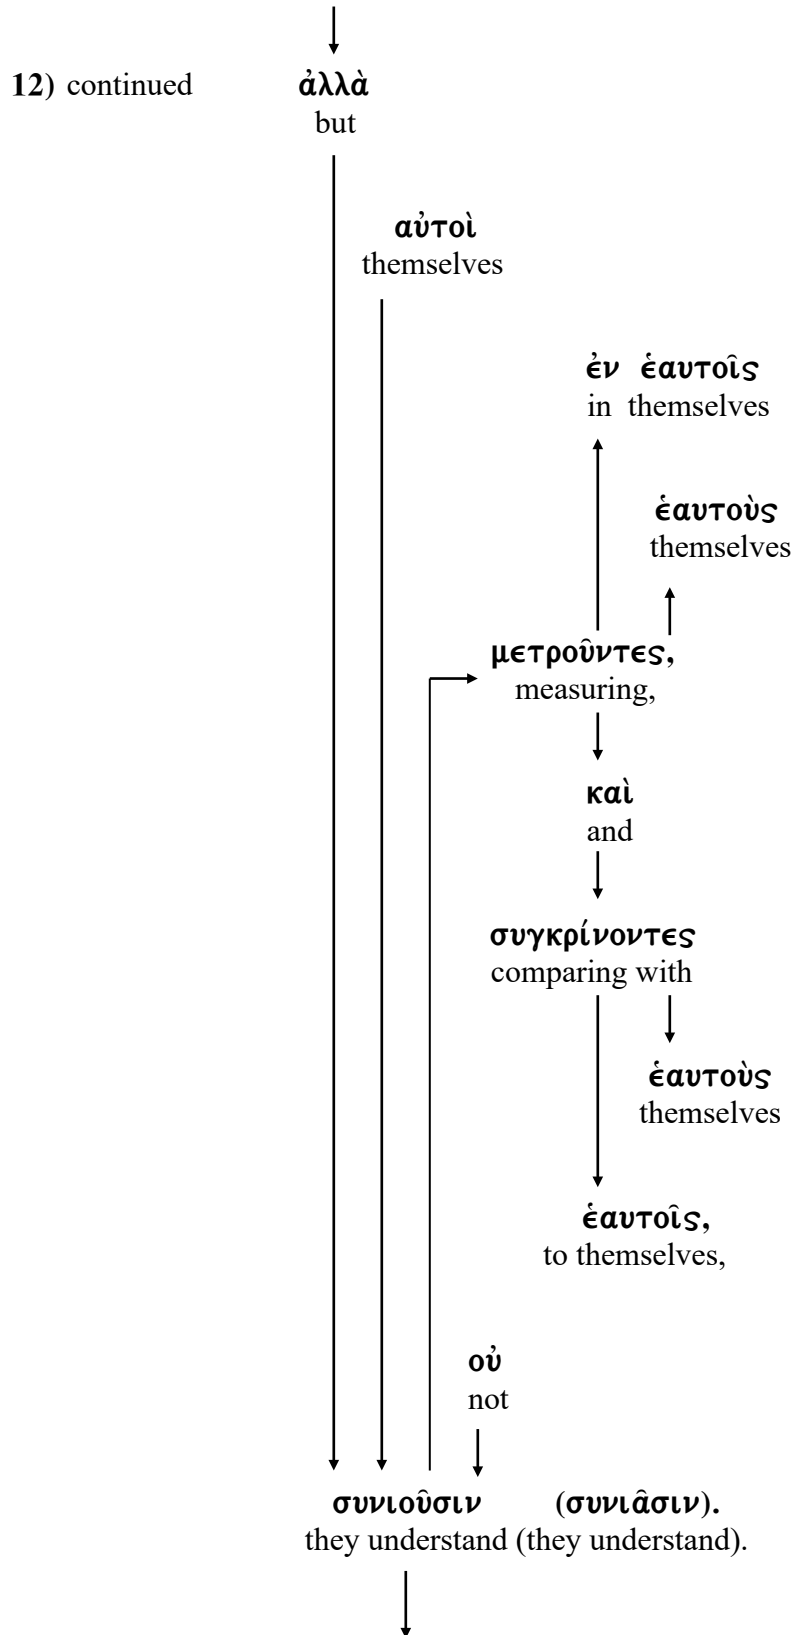 12) continued ἀλλὰ
but
αὐτοὶ
themselves
ἐν ἑαυτοῖς
in themselves
ἑαυτοὺς
themselves
μετροῦντες,
measuring,
καὶ
and
συγκρίνοντες
comparing with
ἑαυτοὺς
themselves
ἑαυτοῖς,
to themselves,
οὐ
not
συνιοῦσιν (συνιᾶσιν).
they understand (they understand).